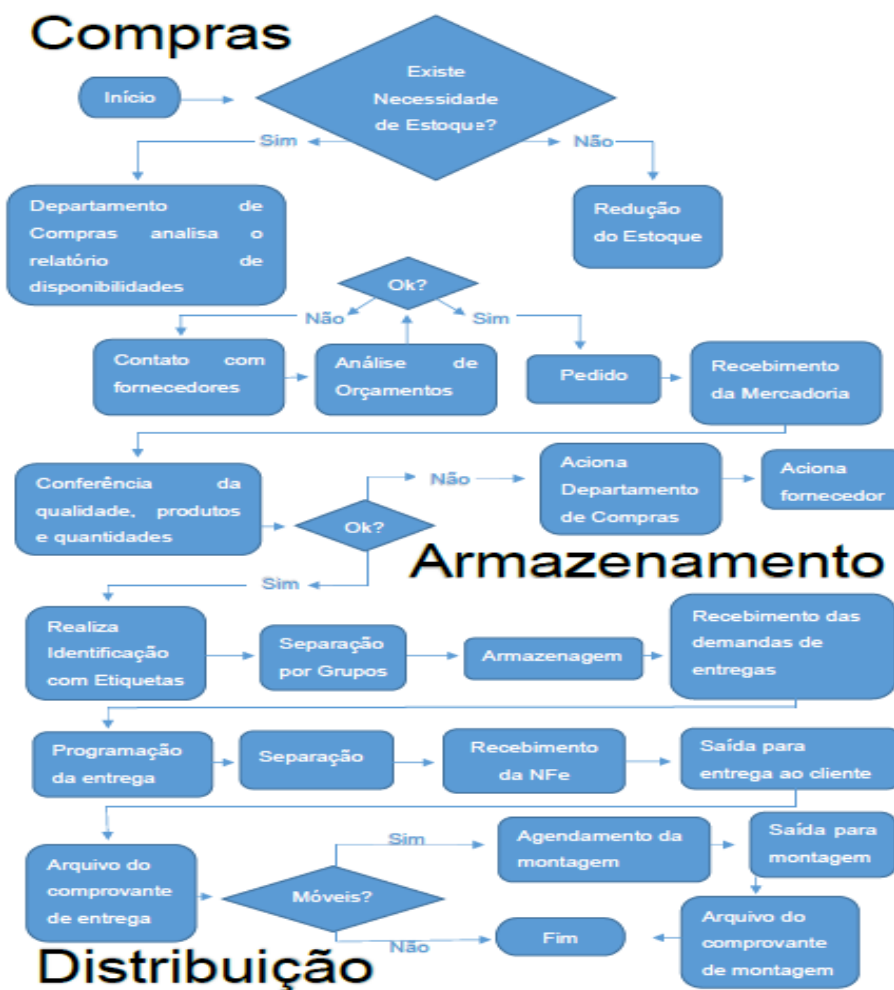 Compras
Início
Existe
Necessidade
de Estoque?
Sim
Não
Departamento de
Compras analisa o
relatório de
disponibilidades
Redução
do Estoque
Ok?
Não
Sim
Contato com
fornecedores
Análise de
Orçamentos
Pedido
Recebimento
da Mercadoria
Conferência da
qualidade, produtos
e quantidades
Ok?
Não
Aciona
Departamento
de Compras
Aciona
fornecedor
Armazenamento
Sim
Realiza
Identificação
com Etiquetas
Separação
por Grupos
Armazenagem
Recebimento das
demandas de
entregas
Programação
da entrega
Separação
Recebimento
da NFe
Saída para
entrega ao cliente
Arquivo do
comprovante
de entrega
Móveis?
Sim
Agendamento da
montagem
Saída para
montagem
Não
Fim
Arquivo do
comprovante
de montagem
Distribuição